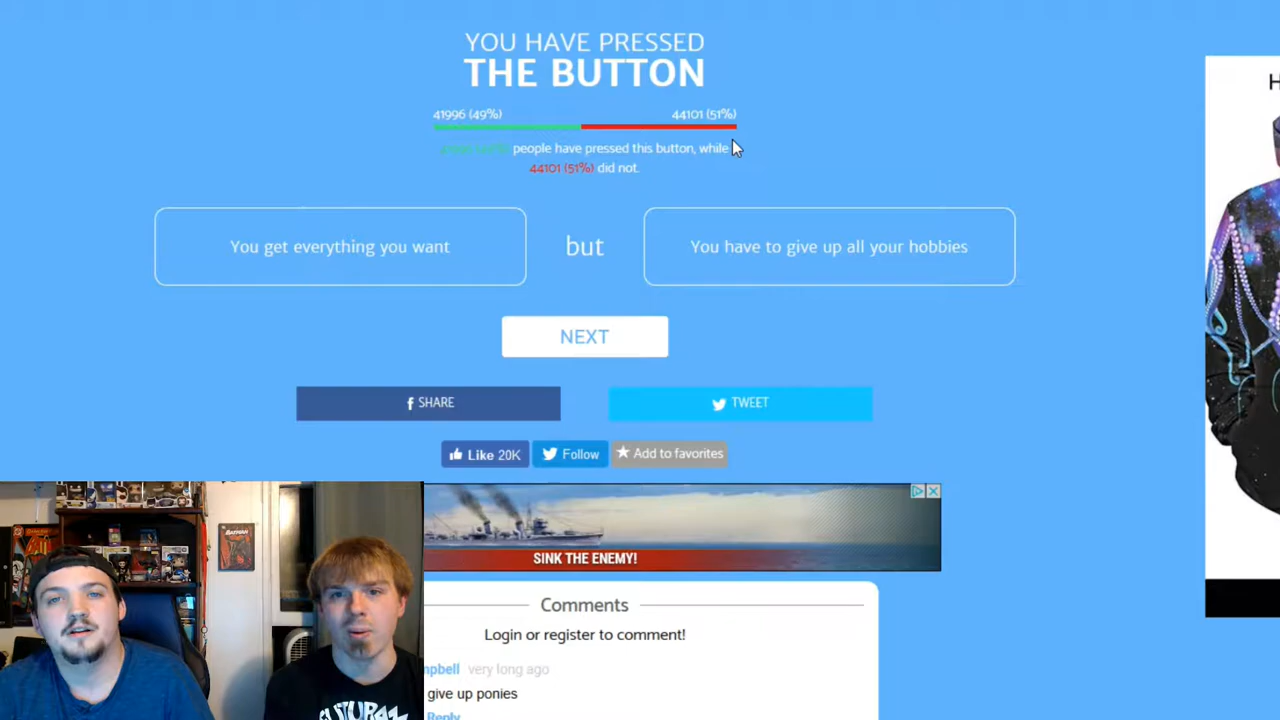 YOU HAVE PRESSED
THE BUTTON
41996 (49%) 44101 (51%)
people have pressed this button, while
44101 (51%) did not.
You get everything you want
but
You have to give up all your hobbies
NEXT
SHARE
TWEET
Like 20K
Follow
Add to favorites
SINK THE ENEMY!
Comments
Login or register to comment!
mpbell very long ago
give up ponies
Reply
H
BATMAN